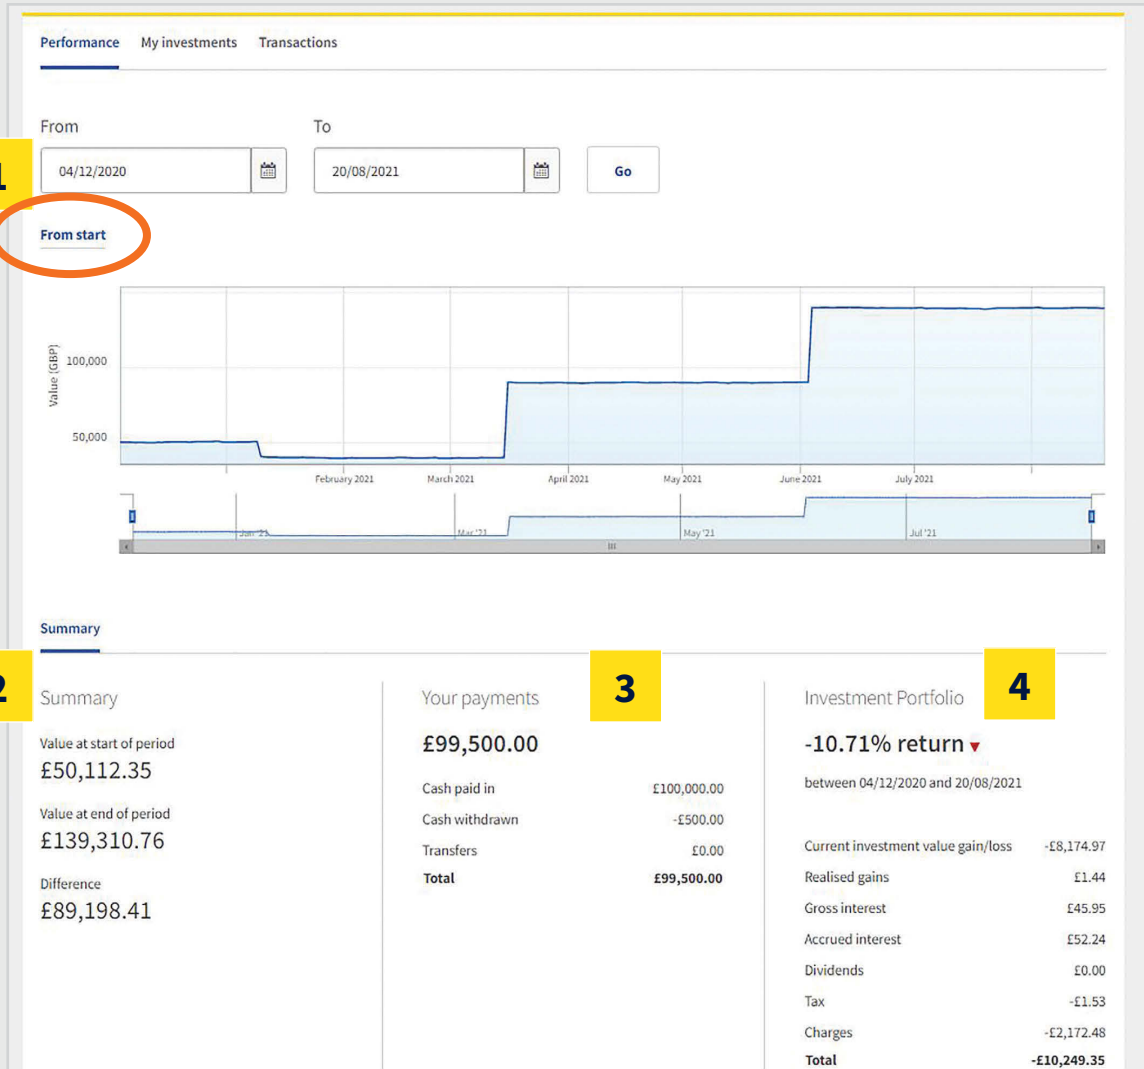 Performance My investments Transactions
From To
1
04/12/2020 20/08/2021 Go
From start
Value (GBP)
100,000
50,000
February 2021 March 2021 April 2021 May 2021 June 2021 July 2021
Jan '21 Mar '21 May '21 Jul '21
Summary
2
Summary
Value at start of period
£50,112.35
Value at end of period
£139,310.76
Difference
£89,198.41
Your payments
3
£99,500.00
Cash paid in £100,000.00
Cash withdrawn -£500.00
Transfers £0.00
Total £99,500.00
Investment Portfolio
4
-10.71% return
between 04/12/2020 and 20/08/2021
Current investment value gain/loss -£8,174.97
Realised gains £1.44
Gross interest £45.95
Accrued interest £52.24
Dividends £0.00
Tax -£1.53
Charges -£2,172.48
Total -£10,249.35